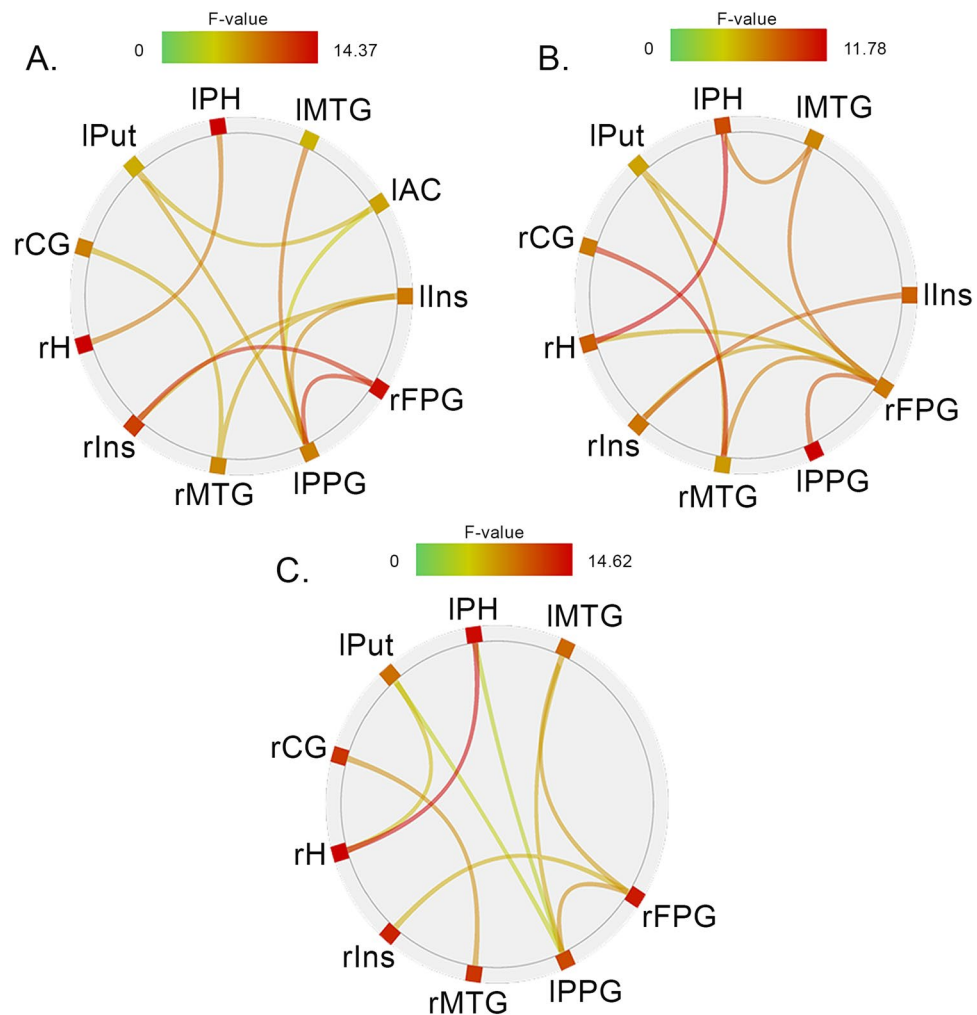 F-value
A.
0
14.37
lPH
lMTG
lPut
lAC
rCG
lIns
rH
rFPG
rIns
lPPG
rMTG
F-value
B.
0
11.78
lPH
lMTG
lPut
rCG
lIns
rH
rFPG
rIns
lPPG
rMTG
F-value
C.
0
14.62
lPH
lMTG
lPut
rCG
rH
rFPG
rIns
lPPG
rMTG